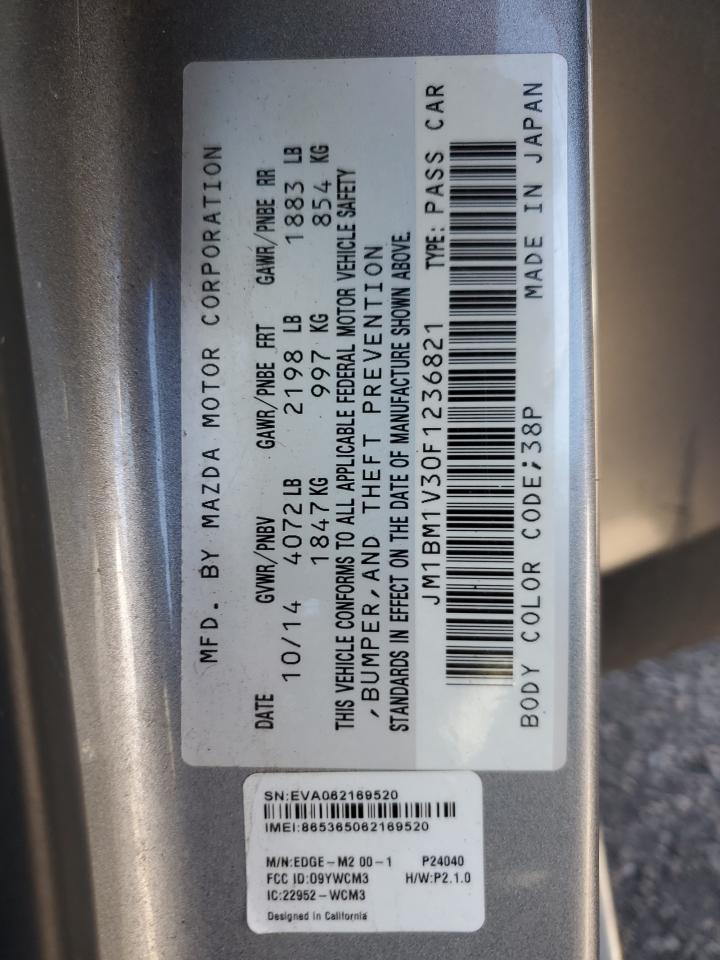 MFD. BY MAZDA MOTOR CORPORATION
DATE GVWR/PNBV GAWR/PNBE FRT GAWR/PNBE RR
10/14 4072 LB 2198 LB 1883 LB
1847 KG 997 KG 854 KG
THIS VEHICLE CONFORMS TO ALL APPLICABLE FEDERAL MOTOR VEHICLE SAFETY
,BUMPER,AND THEFT PREVENTION
STANDARDS IN EFFECT ON THE DATE OF MANUFACTURE SHOWN ABOVE.
JM1BM1V30F1236821 TYPE: PASS CAR
BODY COLOR CODE;38P MADE IN JAPAN
SN:EVA062169520
IMEI:865365062169520
M/N:EDGE-M2 00-1 P24040
FCC ID:O9YWCM3 H/W:P2.1.0
IC:22952-WCM3
Designed in California